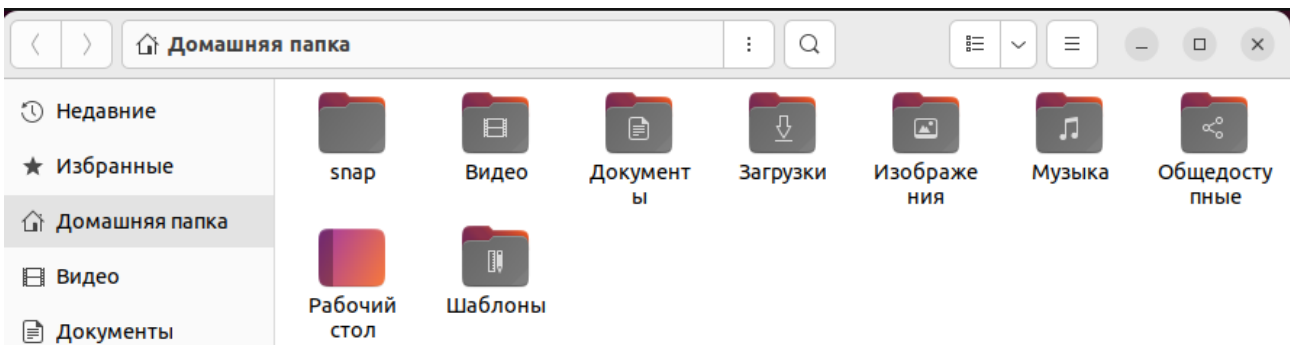 Домашняя папка
Недавние
Избранные
Домашняя папка
Видео
Документы
snap
Видео
Документ
ы
Загрузки
Изображе
ния
Музыка
Общедосту
пные
Рабочий
стол
Шаблоны